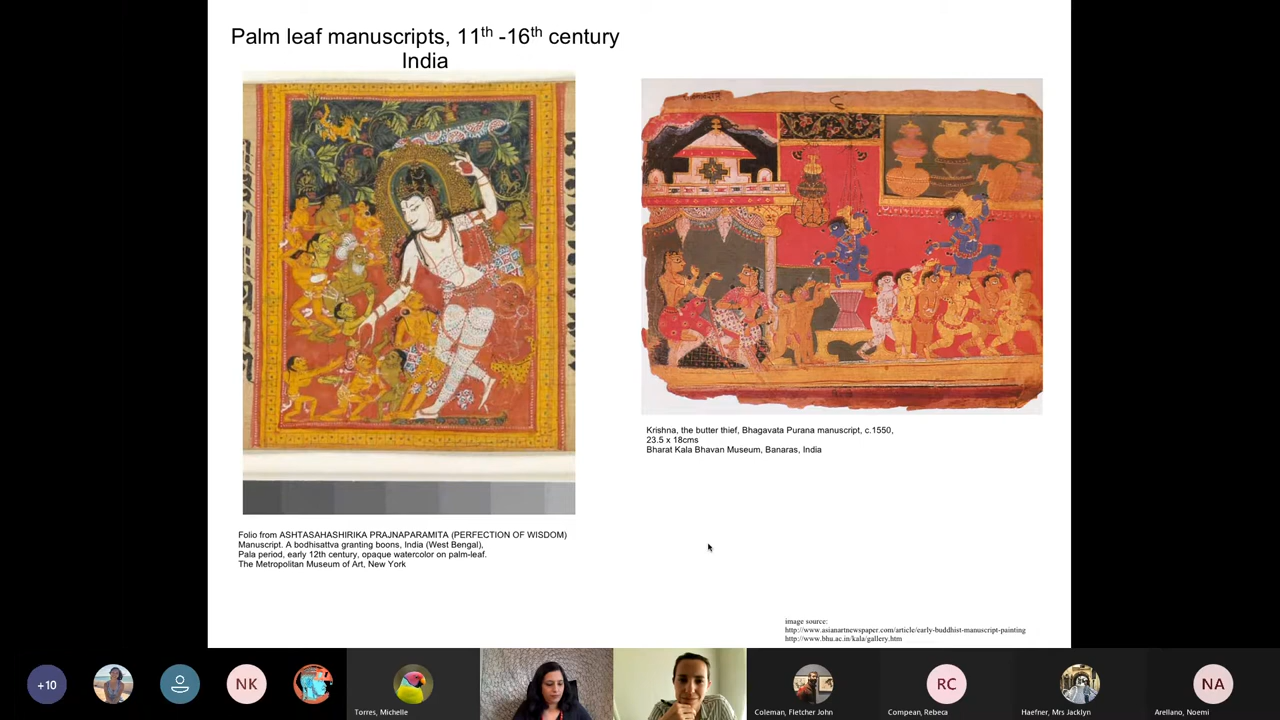 Palm leaf manuscripts, 11th -16th century
India
Krishna, the butter thief, Bhagavata Purana manuscript, c.1550,
23.5 x 18cms
Bharat Kala Bhavan Museum, Banaras, India
Folio from ASHTASAHASHIRIKA PRAJNAPARAMITA (PERFECTION OF WISDOM)
Manuscript. A bodhisattva granting boons, India (West Bengal),
Pala period, early 12th century, opaque watercolor on palm-leaf.
The Metropolitan Museum of Art, New York
image source:
http://www.asianartnewspaper.com/article/early-buddhist-manuscript-painting
http://www.bhu.ac.in/kala/gallery.htm
+10
NK
Torres, Michelle
Coleman, Fletcher John
RC
Compean, Rebeca
Haefner, Mrs Jacklyn
NA
Arellano, Noemi